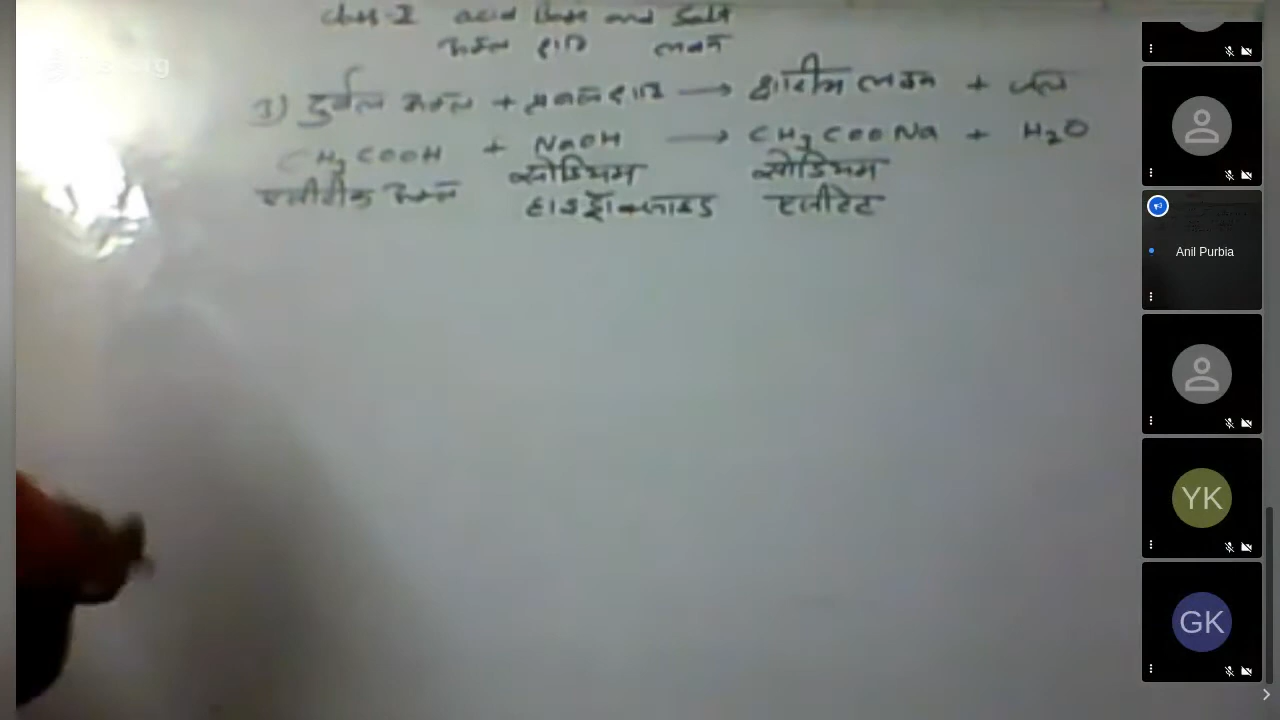 class-X acid Base and Salt
अम्ल क्षार लवण
3) दुर्बल अम्ल + प्रबल क्षार → क्षारीय लवण + जल
CH3COOH + NaOH → CH3COONa + H2O
एसीटीक अम्ल सोडियम सोडियम
हाइड्रॉक्साइड एसीटेट
Anil Purbia
YK
GK